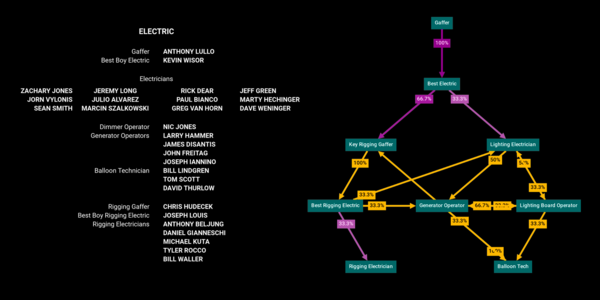 ELECTRIC
Gaffer ANTHONY LULLO
Best Boy Electric KEVIN WISOR
Electricians
ZACHARY JONES JEREMY LONG RICK DEAR JEFF GREEN
JORN VYLONIS JULIO ALVAREZ PAUL BIANCO MARTY HECHINGER
SEAN SMITH MARCIN SZALKOWSKI GREG VAN HORN DAVE WENINGER
Dimmer Operator NIC JONES
Generator Operators LARRY HAMMER
JAMES DISANTIS
JOHN FREITAG
JOSEPH IANNINO
Balloon Technician BILL LINDGREN
TOM SCOTT
DAVID THURLOW
Rigging Gaffer CHRIS HUDECEK
Best Boy Rigging Electric JOSEPH LOUIS
Rigging Electricians ANTHONY BELJUNG
DANIEL GIANNESCHI
MICHAEL KUTA
TYLER ROCCO
BILL WALLER
Gaffer
100%
Best Electric
66.7% 33.3%
Key Rigging Gaffer Lighting Electrician
100% 50%
33.3% 33.3%
Best Rigging Electric 33.3% Generator Operator 66.7% Lighting Board Operator
33.3% 33.3% 33.3%
Rigging Electrician Balloon Tech